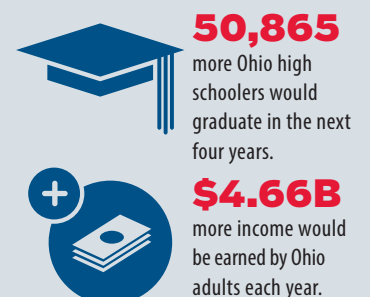 50,865
more Ohio high
schoolers would
graduate in the next
four years.
$4.66B
more income would
be earned by Ohio
adults each year.